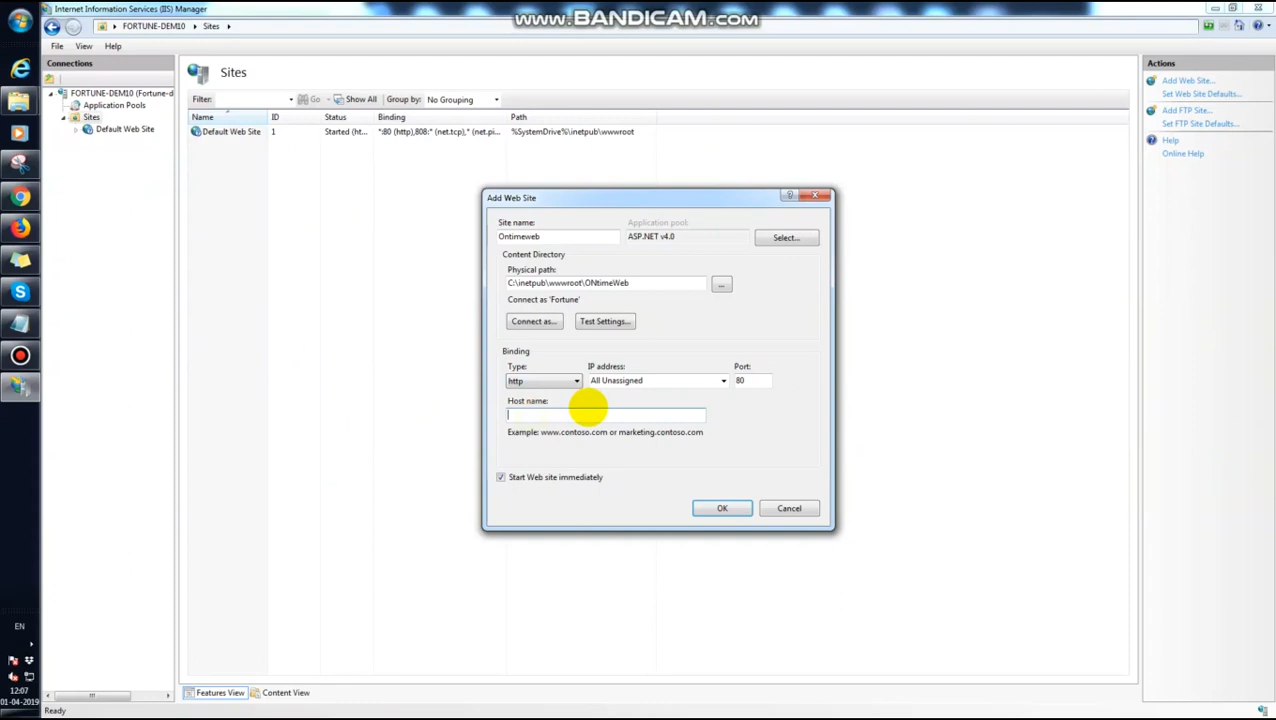 Internet Information Services (IIS) Manager
www.BANDICAM.com
FORTUNE-DEM10
Sites
File View Help
Connections
FORTUNE-DEM10 (Fortune-d
Application Pools
Sites
Default Web Site
Sites
Filter: Go Show All Group by: No Grouping
Name ID Status Binding Path
Default Web Site 1 Started (ht... *:80 (http),808:* (net.tcp),* (net.pi... %SystemDrive%\inetpub\wwwroot
Add Web Site
Site name: Application pool:
Ontimeweb ASP.NET v4.0 Select...
Content Directory
Physical path:
C:\inetpub\wwwroot\ONtimeWeb ...
Connect as 'Fortune'
Connect as... Test Settings...
Binding
Type: IP address: Port:
http All Unassigned 80
Host name:
Example: www.contoso.com or marketing.contoso.com
Start Web site immediately
OK Cancel
Actions
Add Web Site...
Set Web Site Defaults...
Add FTP Site...
Set FTP Site Defaults...
Help
Online Help
Features View Content View
Ready
EN
12:07
01-04-2019